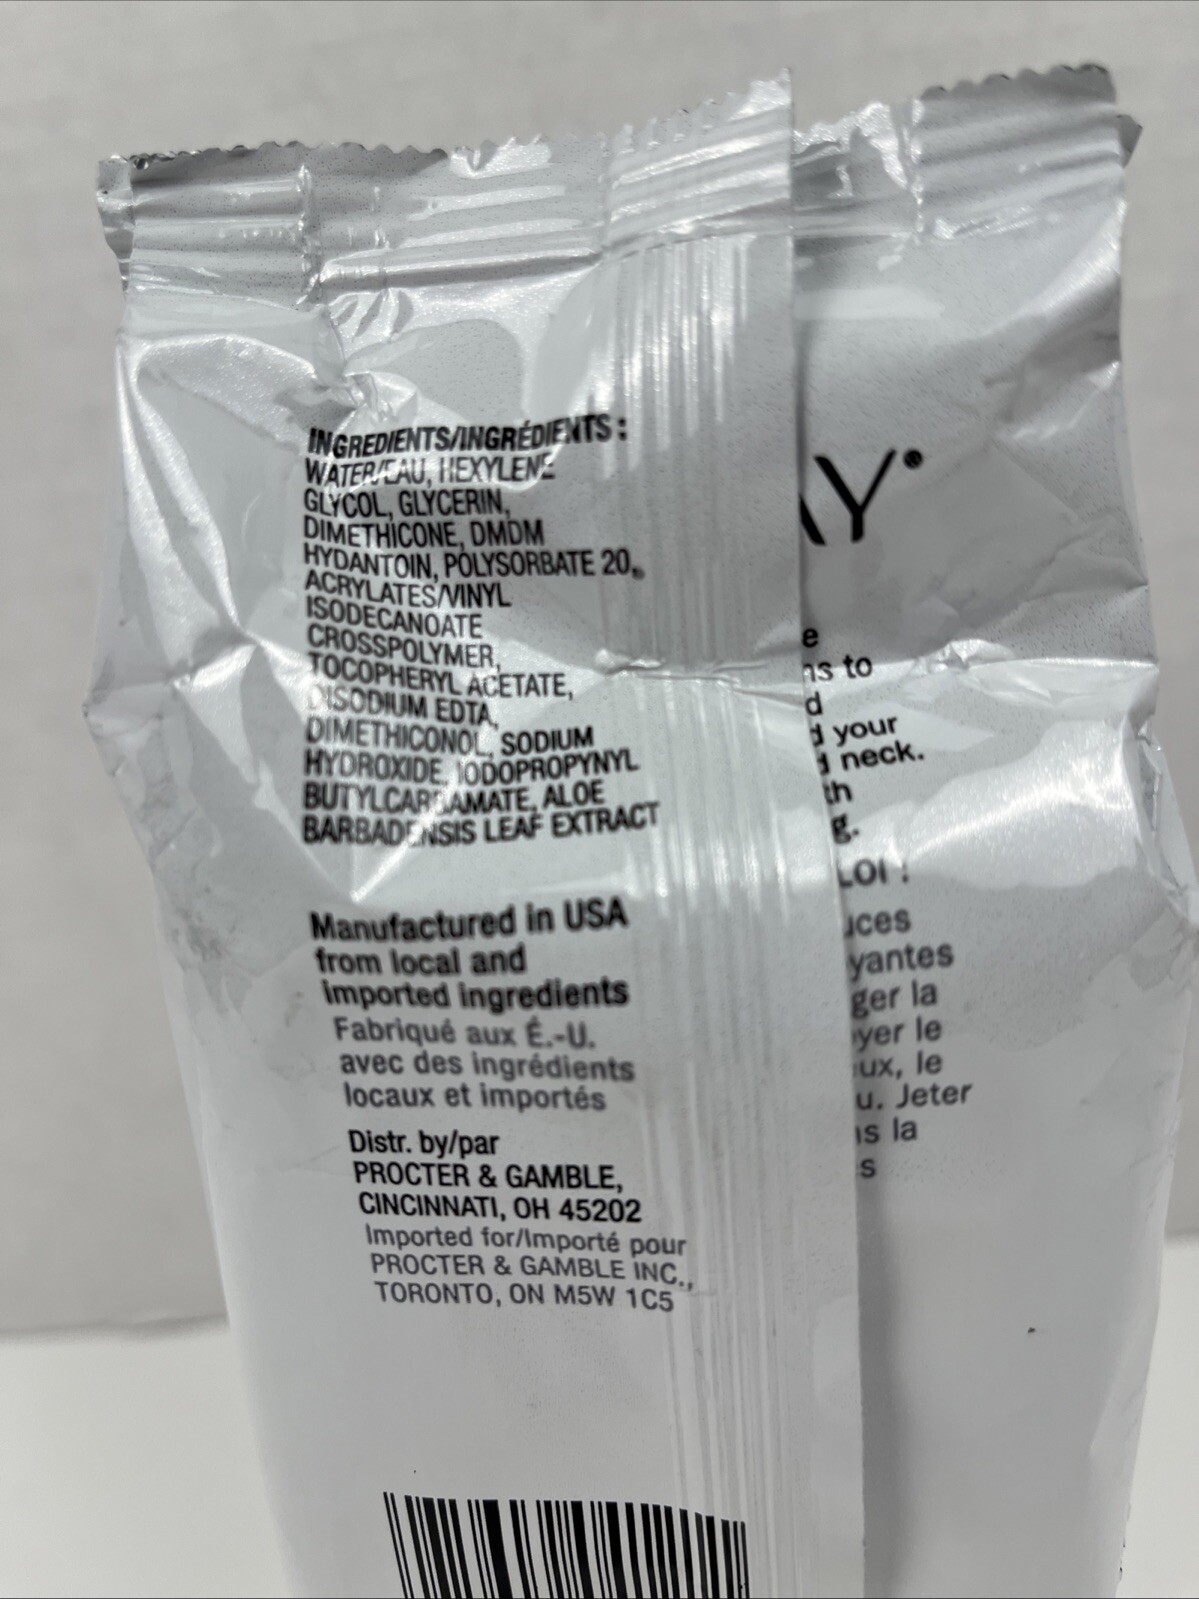 INGREDIENTS/INGRÉDIENTS :
WATER/EAU, HEXYLENE
GLYCOL, GLYCERIN,
DIMETHICONE, DMDM
HYDANTOIN, POLYSORBATE 20,
ACRYLATES/VINYL
ISODECANOATE
CROSSPOLYMER,
TOCOPHERYL ACETATE,
DISODIUM EDTA,
DIMETHICONOL, SODIUM
HYDROXIDE, IODOPROPYNYL
BUTYLCARBAMATE, ALOE
BARBADENSIS LEAF EXTRACT
Manufactured in USA
from local and
imported ingredients
Fabriqué aux É.-U.
avec des ingrédients
locaux et importés
Distr. by/par
PROCTER & GAMBLE,
CINCINNATI, OH 45202
Imported for/Importé pour
PROCTER & GAMBLE INC.,
TORONTO, ON M5W 1C5
AY®
e
ns to
d
d your
d neck.
th
g.
LOI :
uces
yantes
ger la
oyer le
ux, le
u. Jeter
ns la
s